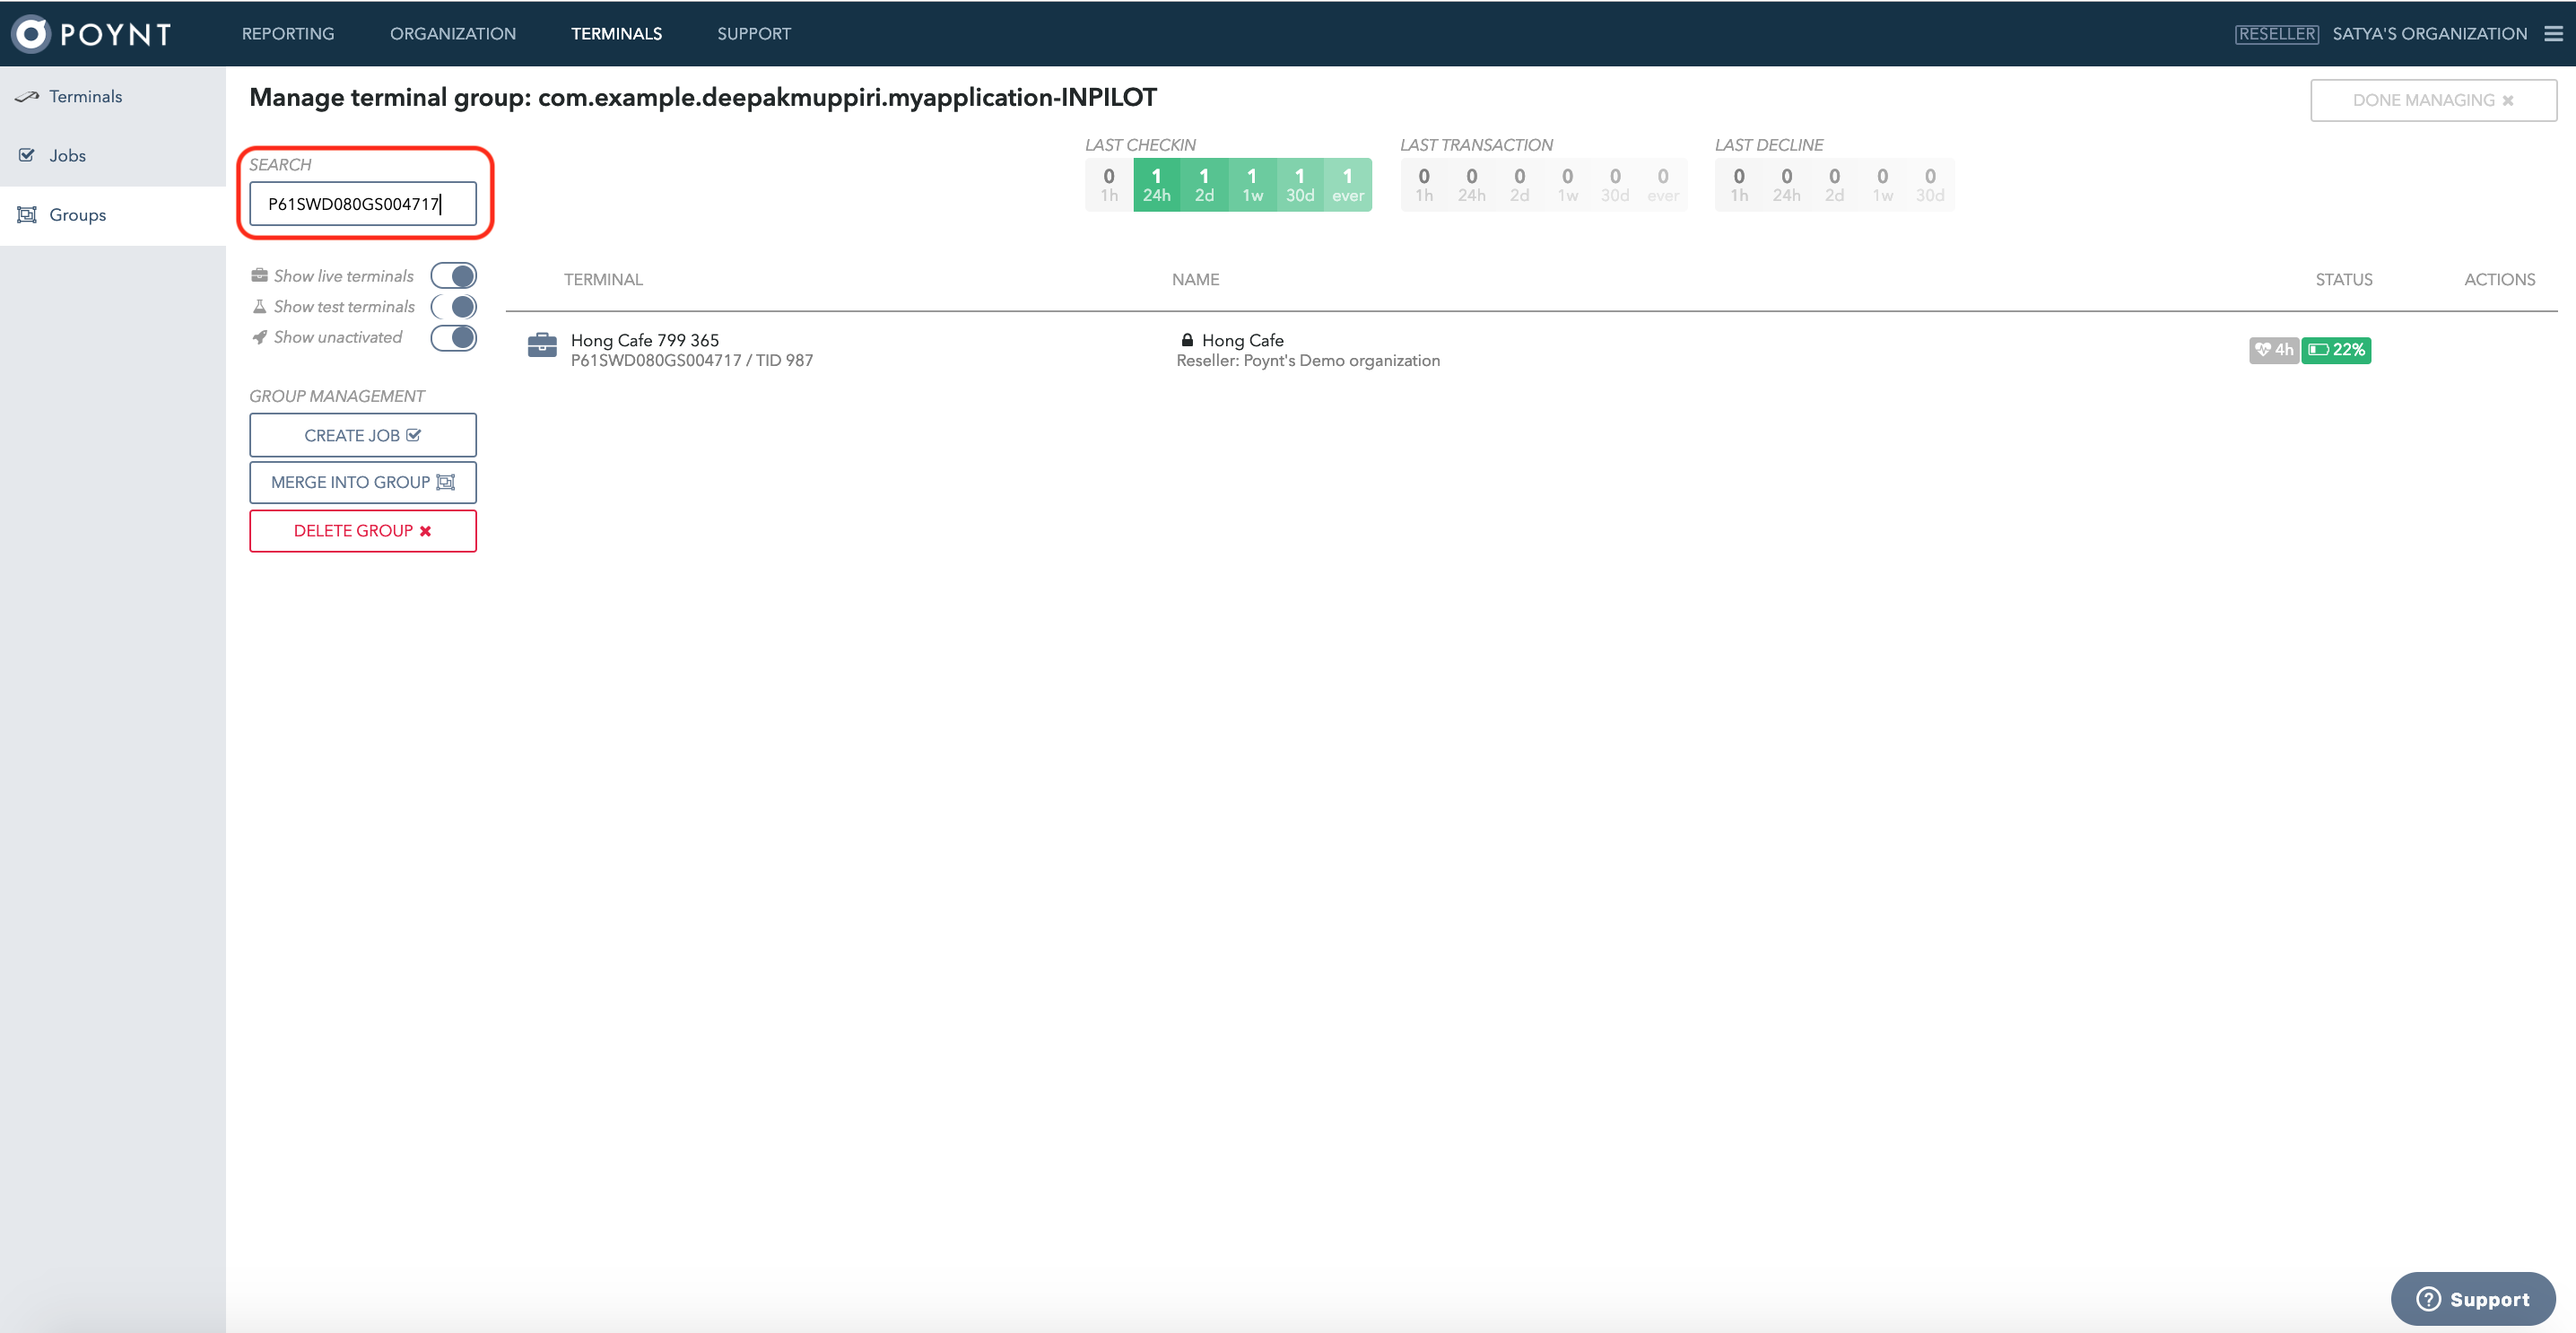 POYNT
REPORTING
ORGANIZATION
TERMINALS
SUPPORT
RESELLER
SATYA'S ORGANIZATION
Terminals
Jobs
Groups
Manage terminal group: com.example.deepakmuppiri.myapplication-INPILOT
DONE MANAGING
SEARCH
P61SWD080GS004717
LAST CHECKIN
0 1 1 1 1 1
1h 24h 2d 1w 30d ever
LAST TRANSACTION
0 0 0 0 0 0
1h 24h 2d 1w 30d ever
LAST DECLINE
0 0 0 0 0
1h 24h 2d 1w 30d
Show live terminals
Show test terminals
Show unactivated
GROUP MANAGEMENT
CREATE JOB
MERGE INTO GROUP
DELETE GROUP
TERMINAL NAME STATUS ACTIONS
Hong Cafe 799 365
P61SWD080GS004717 / TID 987
Hong Cafe
Reseller: Poynt's Demo organization
4h 22%
Support